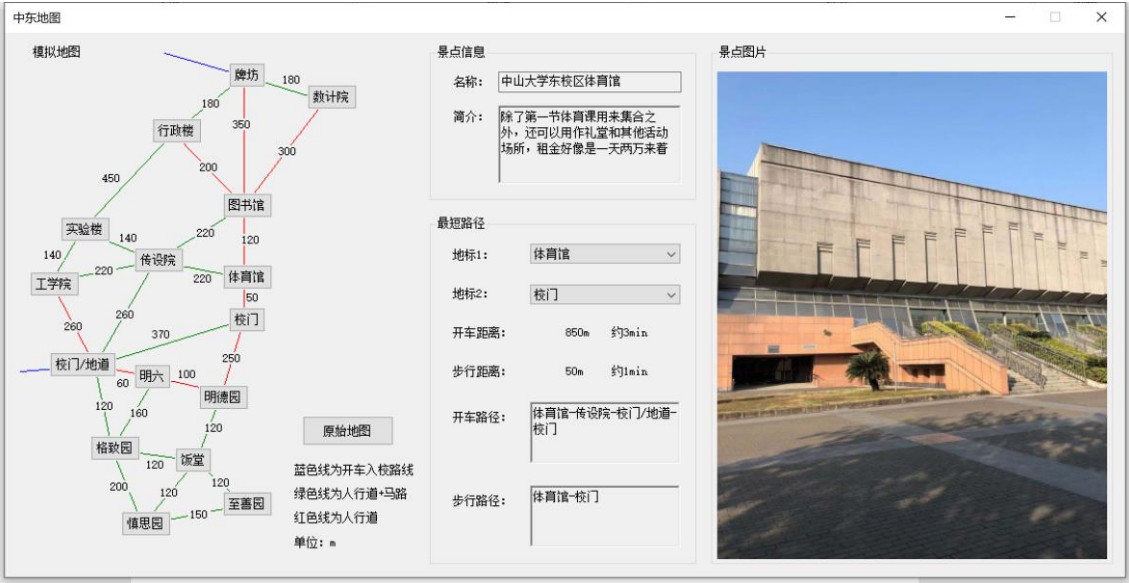 中东地图
模拟地图
牌坊
180
数计院
180
行政楼
350
300
200
450
图书馆
实验楼
220
120
140
传设院
140
220
220
体育馆
工学院
50
260
260
370
校门
校门/地道
250
明六
100
60
明德园
120
160
120
格致园
120
饭堂
200
120
120
至善园
150
慎思园
原始地图
蓝色线为开车入校路线
绿色线为人行道+马路
红色线为人行道
单位：m
景点信息
名称： 中山大学东校区体育馆
简介： 除了第一节体育课用来集合之
外，还可以用作礼堂和其他活动
场所，租金好像是一天两万来着
最短路径
地标1： 体育馆
地标2： 校门
开车距离： 850m 约3min
步行距离： 50m 约1min
开车路径： 体育馆-传设院-校门/地道-
校门
步行路径： 体育馆-校门
景点图片